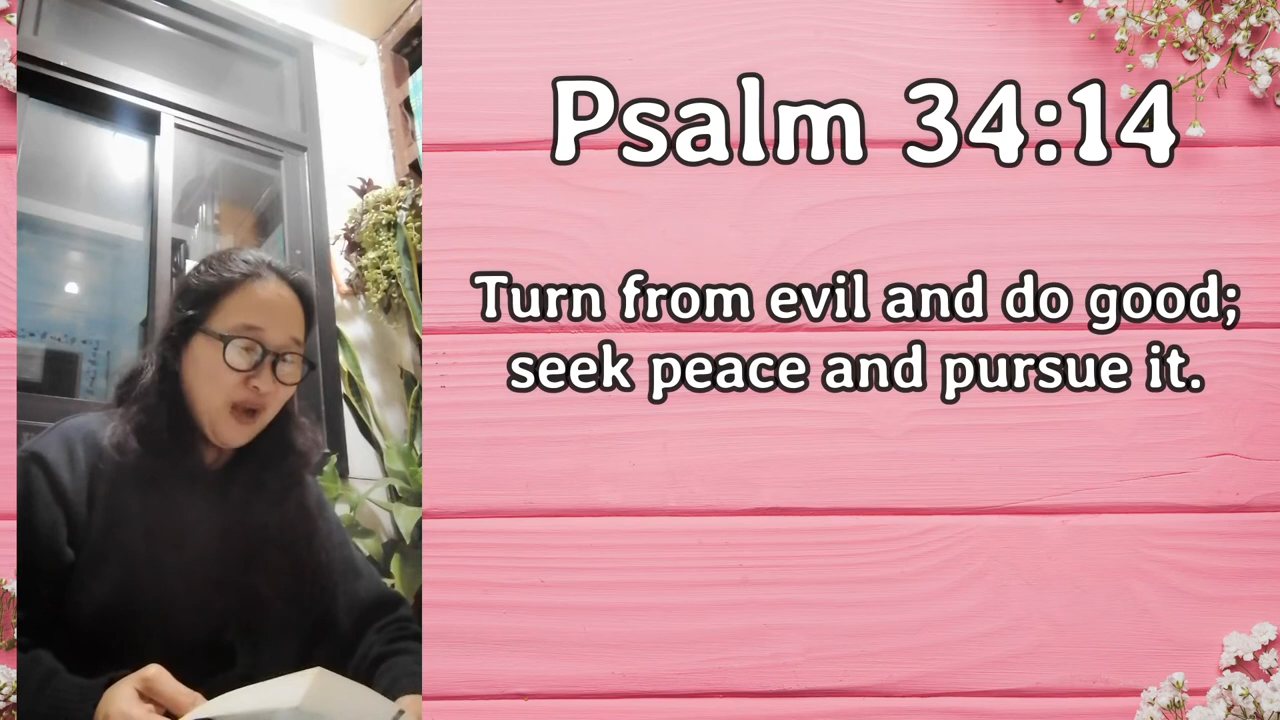 Psalm 34:14
Turn from evil and do good;
seek peace and pursue it.